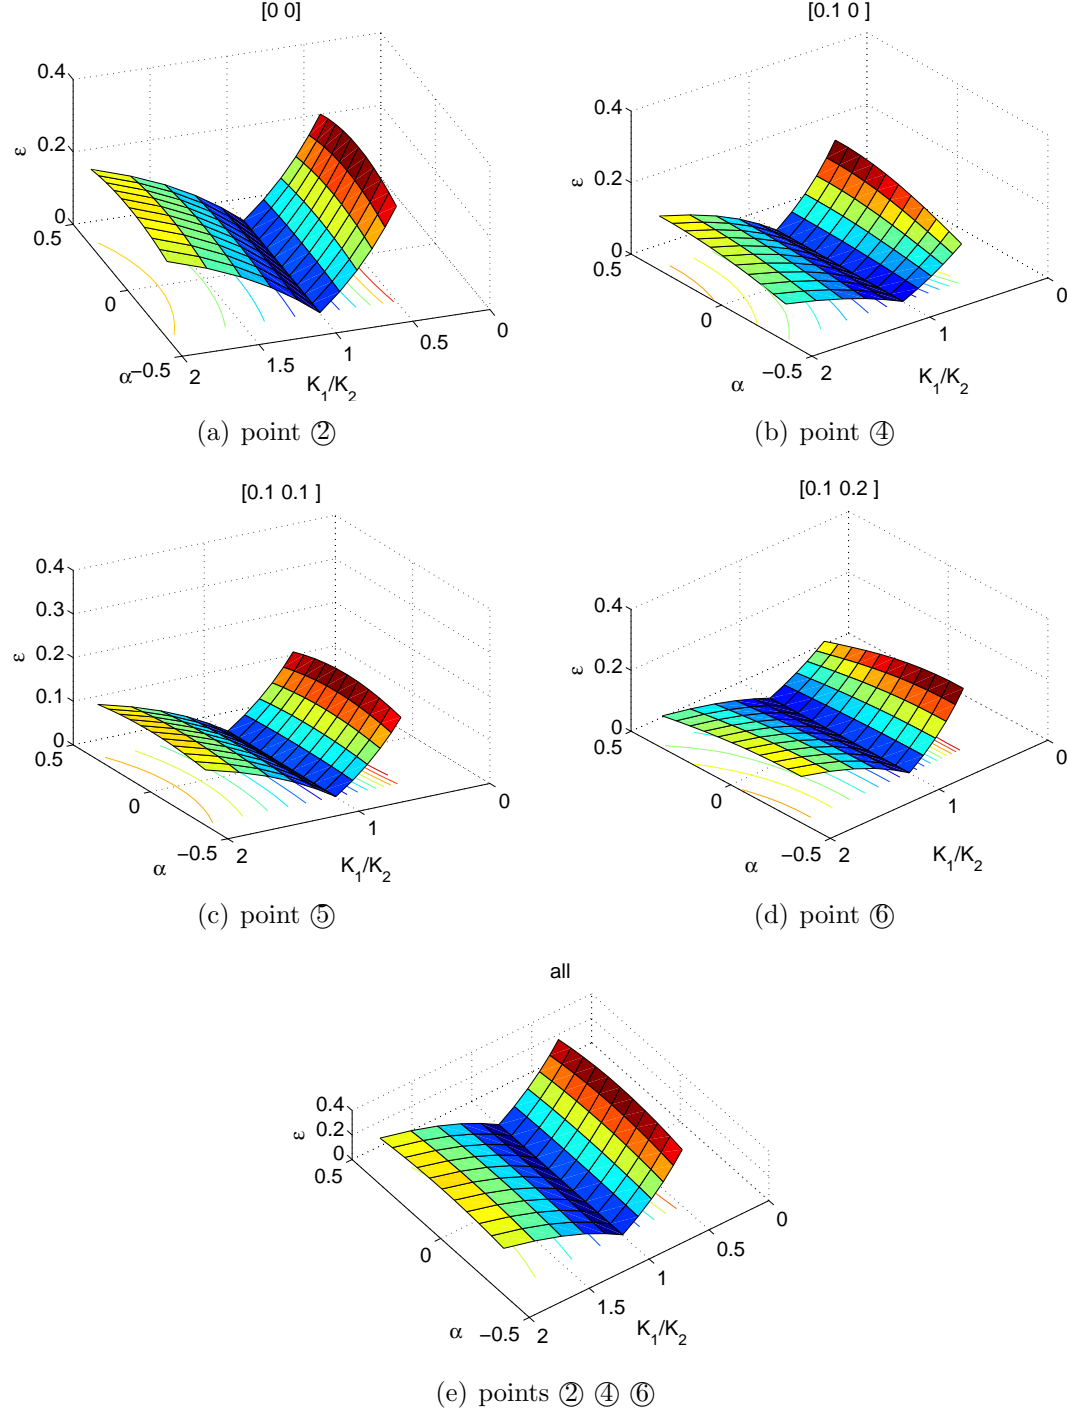 [0 0]
0.4
0.2
0
ε
0.5
0
−0.5
α
2
1.5
1
0.5
0
K1/K2
(a) point ②
[0.1 0 ]
0.4
0.2
0
ε
0.5
0
−0.5
α
2
1
0
K1/K2
(b) point ④
[0.1 0.1 ]
0.4
0.3
0.2
0.1
0
ε
0.5
0
−0.5
α
2
1
0
K1/K2
(c) point ⑤
[0.1 0.2 ]
0.4
0.2
0
ε
0.5
0
−0.5
α
2
1
0
K1/K2
(d) point ⑥
all
0.4
0.2
0
ε
0.5
0
−0.5
α
2
1.5
1
0.5
0
K1/K2
(e) points ② ④ ⑥